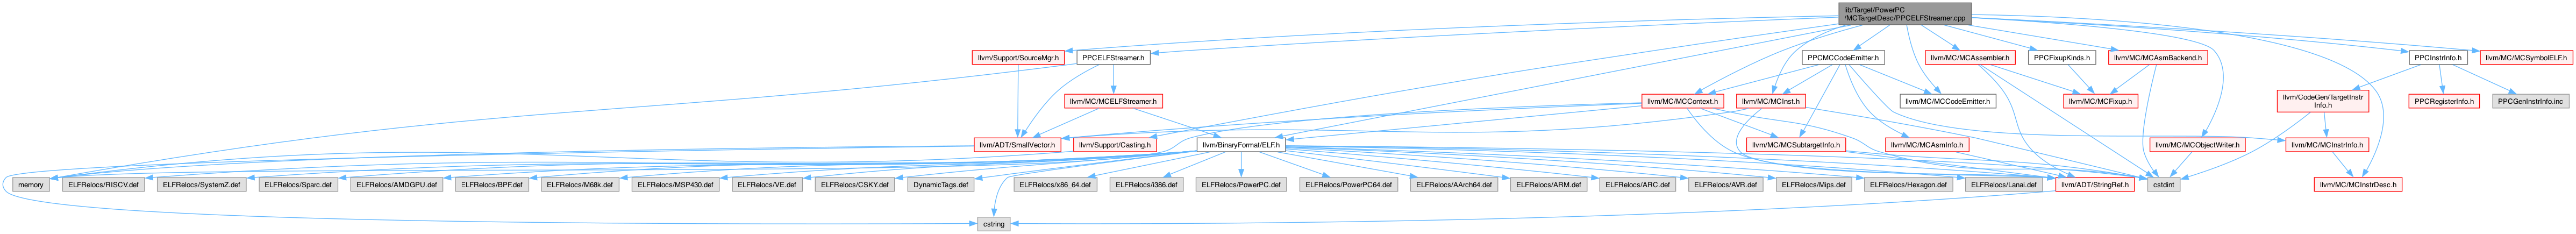 lib/Target/PowerPC
/MCTargetDesc/PPCELFStreamer.cpp
llvm/Support/SourceMgr.h
PPCELFStreamer.h
PPCMCCodeEmitter.h
llvm/MC/MCAssembler.h
PPCFixupKinds.h
llvm/MC/MCAsmBackend.h
PPCInstrInfo.h
llvm/MC/MCSymbolELF.h
llvm/MC/MCELFStreamer.h
llvm/MC/MCContext.h
llvm/MC/MCInst.h
llvm/MC/MCCodeEmitter.h
llvm/MC/MCFixup.h
llvm/CodeGen/TargetInstr
Info.h
PPCRegisterInfo.h
PPCGenInstrInfo.inc
llvm/ADT/SmallVector.h
llvm/Support/Casting.h
llvm/BinaryFormat/ELF.h
llvm/MC/MCSubtargetInfo.h
llvm/MC/MCAsmInfo.h
llvm/MC/MCObjectWriter.h
llvm/MC/MCInstrInfo.h
memory
ELFRelocs/RISCV.def
ELFRelocs/SystemZ.def
ELFRelocs/Sparc.def
ELFRelocs/AMDGPU.def
ELFRelocs/BPF.def
ELFRelocs/M68k.def
ELFRelocs/MSP430.def
ELFRelocs/VE.def
ELFRelocs/CSKY.def
DynamicTags.def
ELFRelocs/x86_64.def
ELFRelocs/i386.def
ELFRelocs/PowerPC.def
ELFRelocs/PowerPC64.def
ELFRelocs/AArch64.def
ELFRelocs/ARM.def
ELFRelocs/ARC.def
ELFRelocs/AVR.def
ELFRelocs/Mips.def
ELFRelocs/Hexagon.def
ELFRelocs/Lanai.def
llvm/ADT/StringRef.h
cstdint
llvm/MC/MCInstrDesc.h
cstring